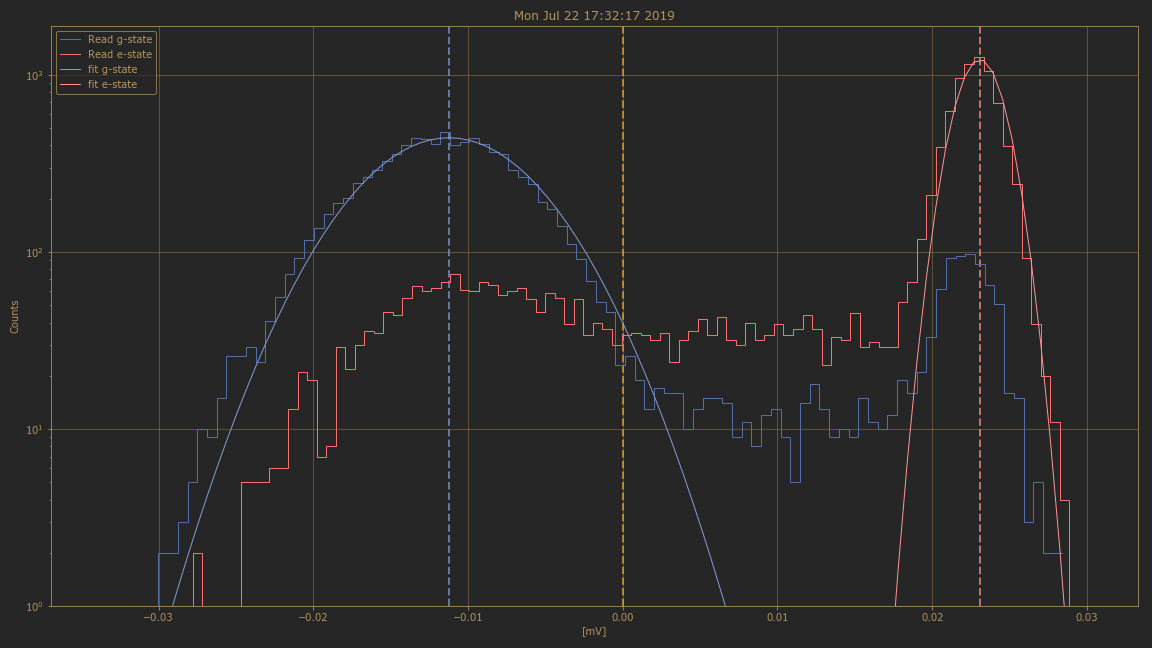 Mon Jul 22 17:32:17 2019
Read g-state
Read e-state
fit g-state
fit e-state
Counts
10³
10²
10¹
10⁰
−0.03 −0.02 −0.01 0.00 0.01 0.02 0.03
[mV]